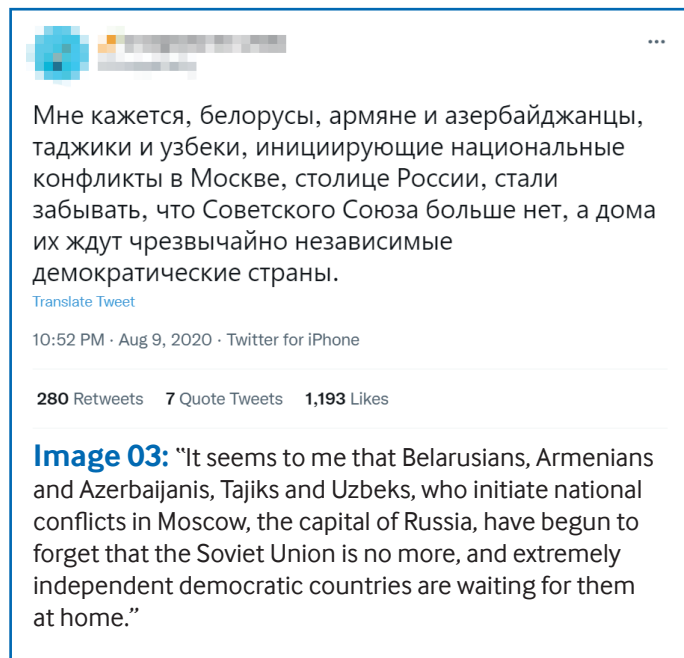 Мне кажется, белорусы, армяне и азербайджанцы,
таджики и узбеки, инициирующие национальные
конфликты в Москве, столице России, стали
забывать, что Советского Союза больше нет, а дома
их ждут чрезвычайно независимые
демократические страны.
Translate Tweet
10:52 PM · Aug 9, 2020 · Twitter for iPhone
280 Retweets 7 Quote Tweets 1,193 Likes
Image 03: “It seems to me that Belarusians, Armenians
and Azerbaijanis, Tajiks and Uzbeks, who initiate national
conflicts in Moscow, the capital of Russia, have begun to
forget that the Soviet Union is no more, and extremely
independent democratic countries are waiting for them
at home.”